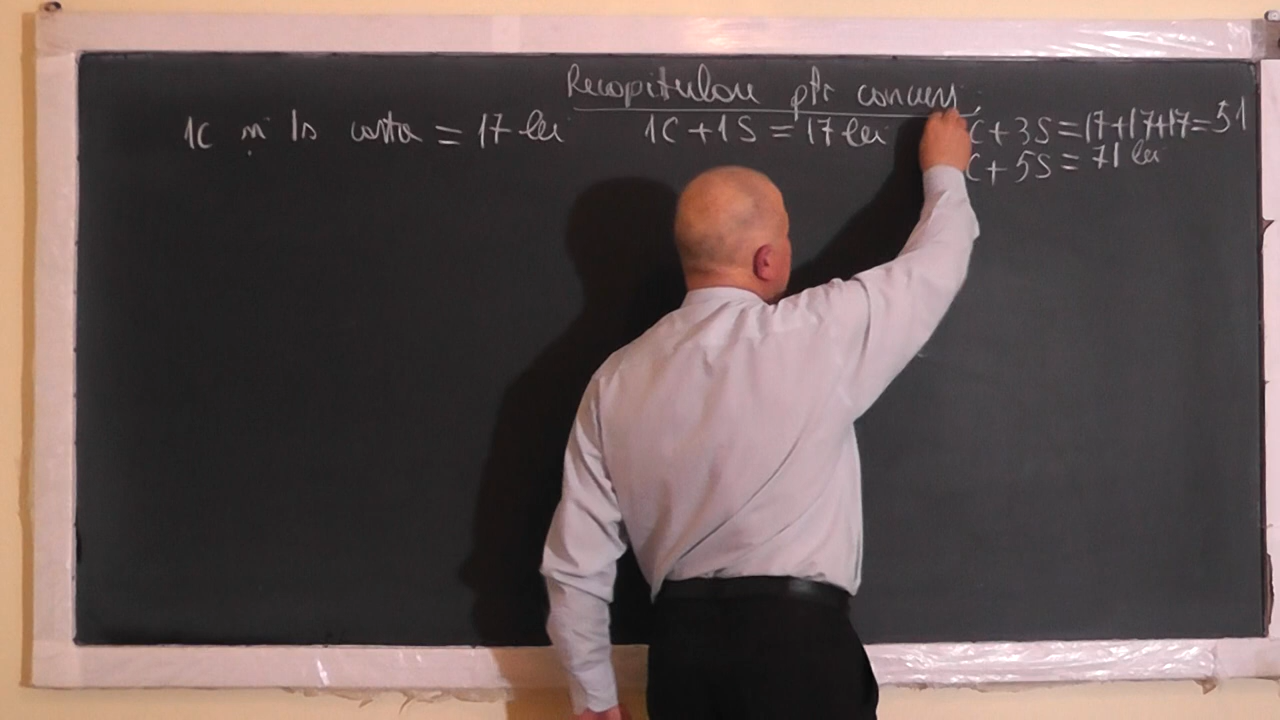 Recapitulare ptr concurs
1C și 1s costa = 17 lei 1C + 1S = 17 lei C + 3S = 17+17+17 = 51
C + 5S = 71 lei